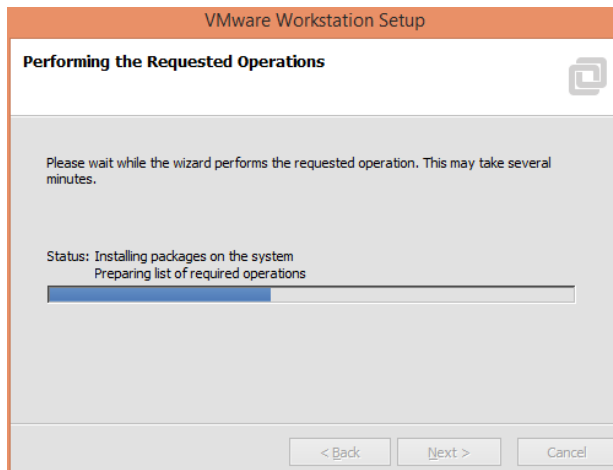 VMware Workstation Setup
Performing the Requested Operations
Please wait while the wizard performs the requested operation. This may take several
minutes.
Status: Installing packages on the system
Preparing list of required operations
< Back
Next >
Cancel